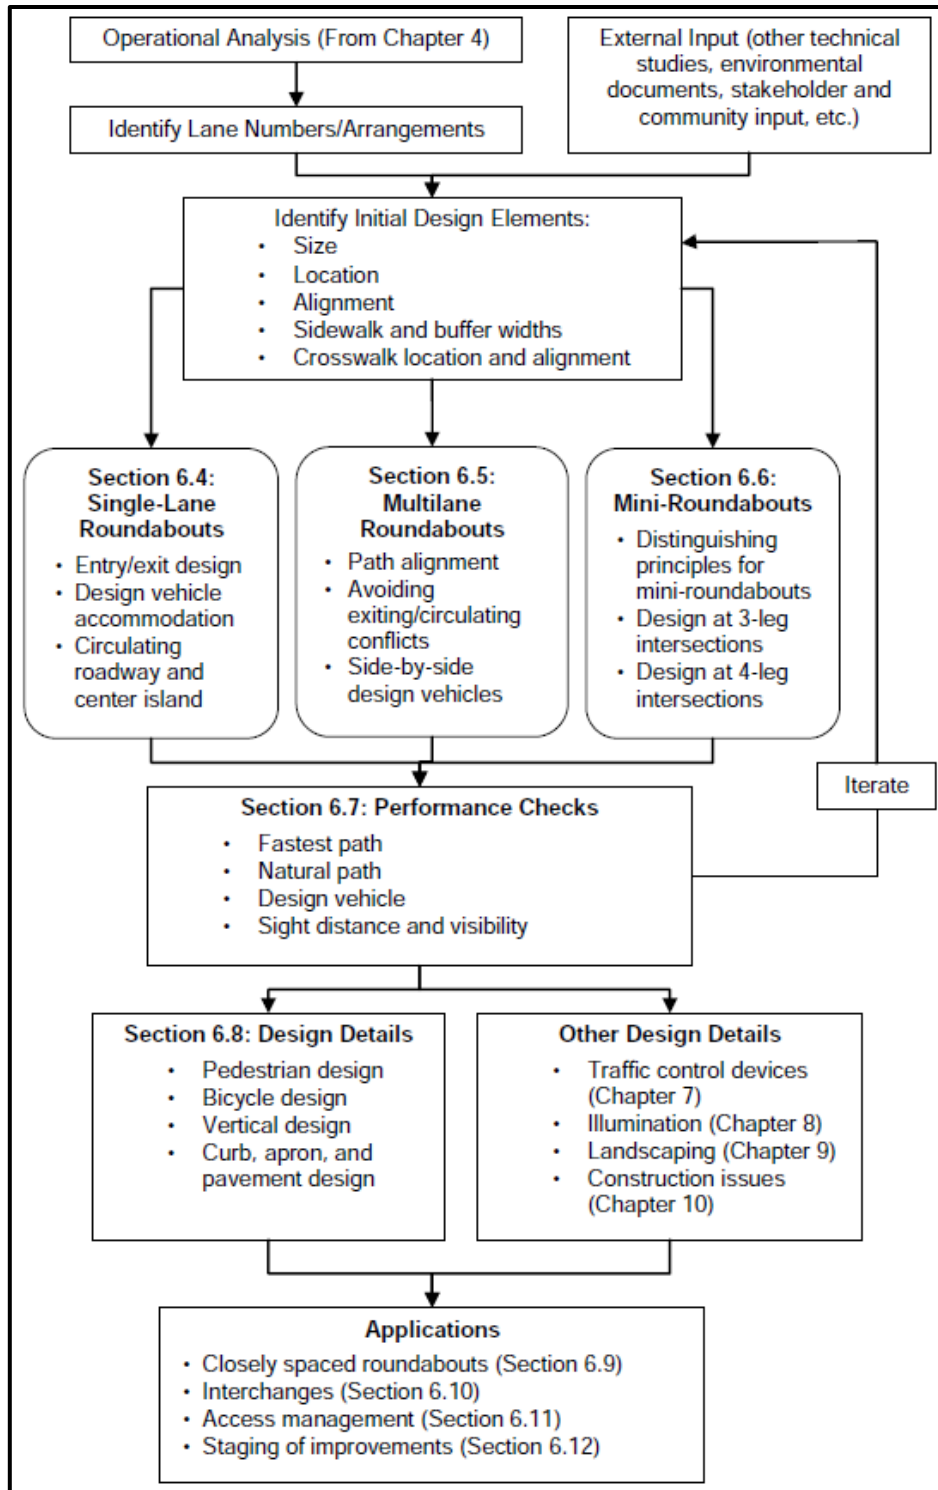 Operational Analysis (From Chapter 4)
External Input (other technical
studies, environmental
documents, stakeholder and
community input, etc.)
Identify Lane Numbers/Arrangements
Identify Initial Design Elements:
• Size
• Location
• Alignment
• Sidewalk and buffer widths
• Crosswalk location and alignment
Section 6.4:
Single-Lane
Roundabouts
• Entry/exit design
• Design vehicle
accommodation
• Circulating
roadway and
center island
Section 6.5:
Multilane
Roundabouts
• Path alignment
• Avoiding
exiting/circulating
conflicts
• Side-by-side
design vehicles
Section 6.6:
Mini-Roundabouts
• Distinguishing
principles for
mini-roundabouts
• Design at 3-leg
intersections
• Design at 4-leg
intersections
Iterate
Section 6.7: Performance Checks
• Fastest path
• Natural path
• Design vehicle
• Sight distance and visibility
Section 6.8: Design Details
• Pedestrian design
• Bicycle design
• Vertical design
• Curb, apron, and
pavement design
Other Design Details
• Traffic control devices
(Chapter 7)
• Illumination (Chapter 8)
• Landscaping (Chapter 9)
• Construction issues
(Chapter 10)
Applications
• Closely spaced roundabouts (Section 6.9)
• Interchanges (Section 6.10)
• Access management (Section 6.11)
• Staging of improvements (Section 6.12)